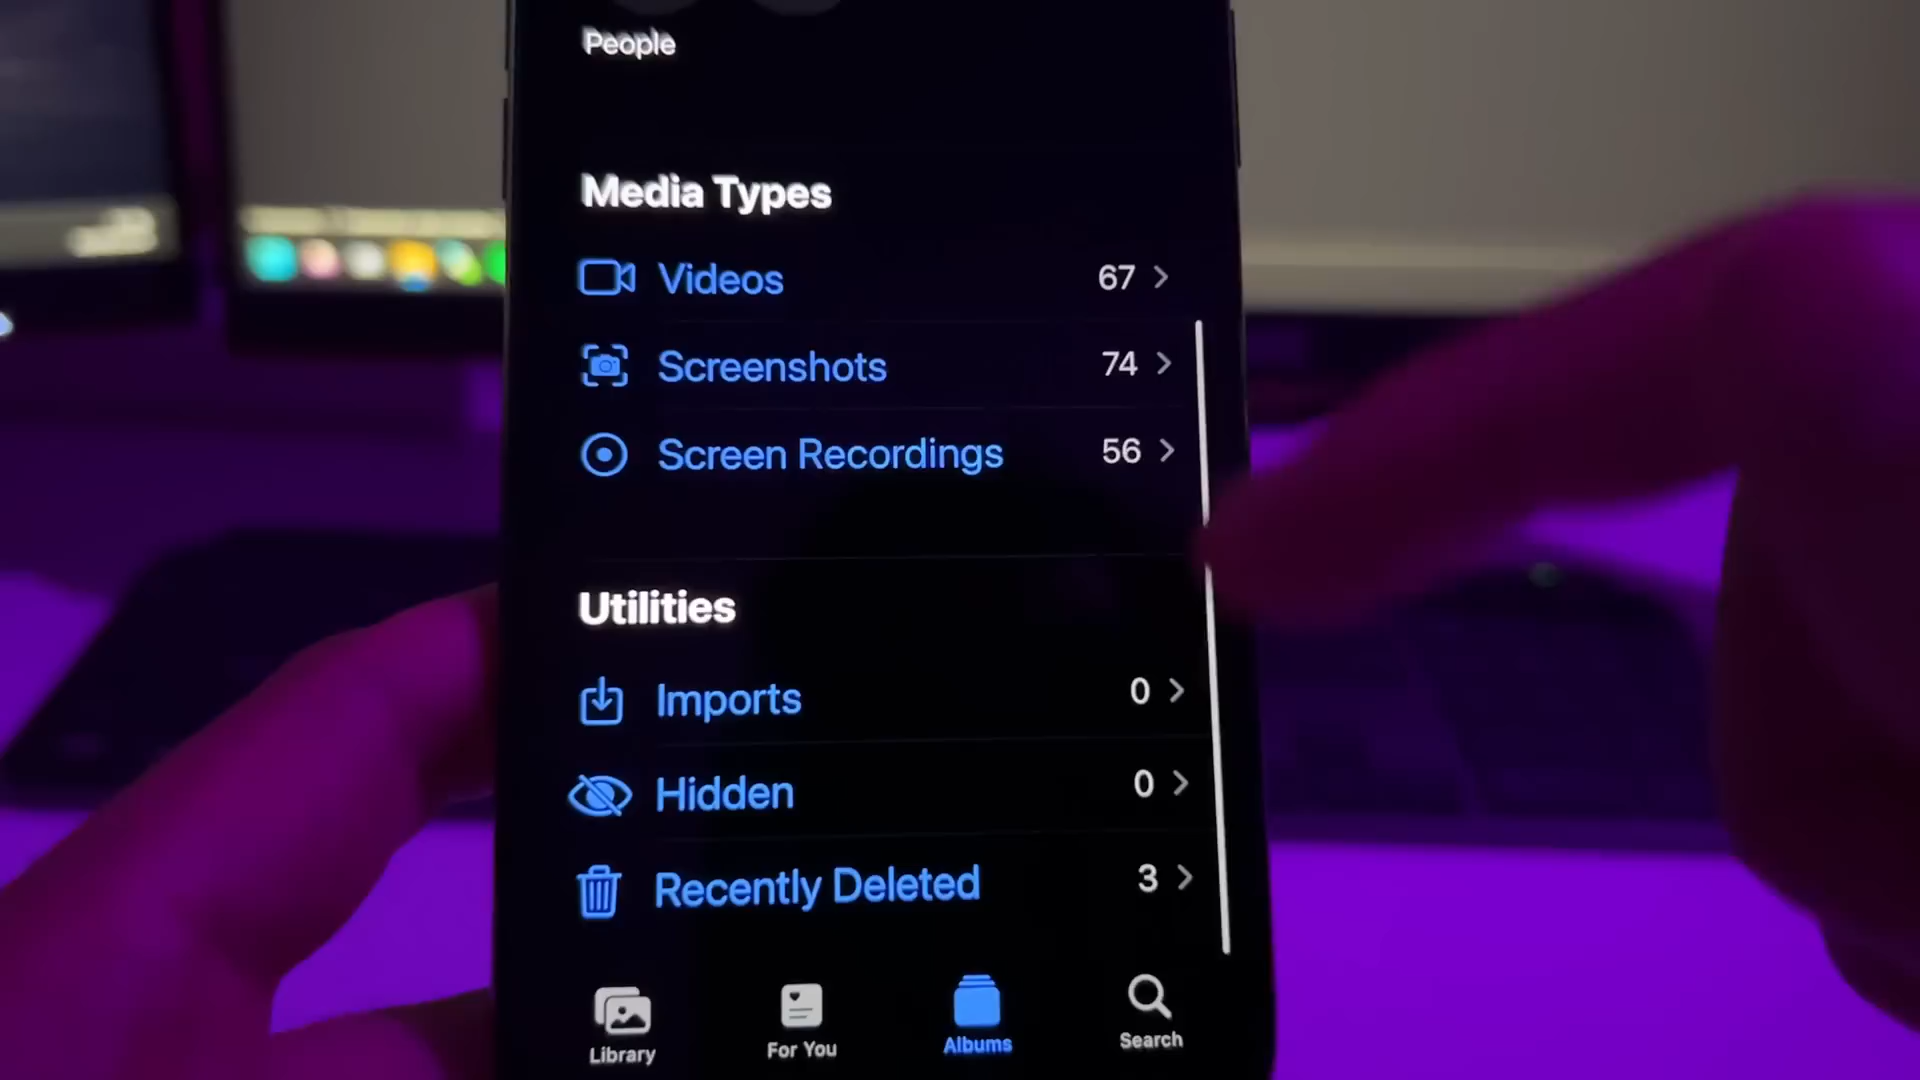 People
Media Types
Videos 67
Screenshots 74
Screen Recordings 56
Utilities
Imports 0
Hidden 0
Recently Deleted 3
Library For You Albums Search